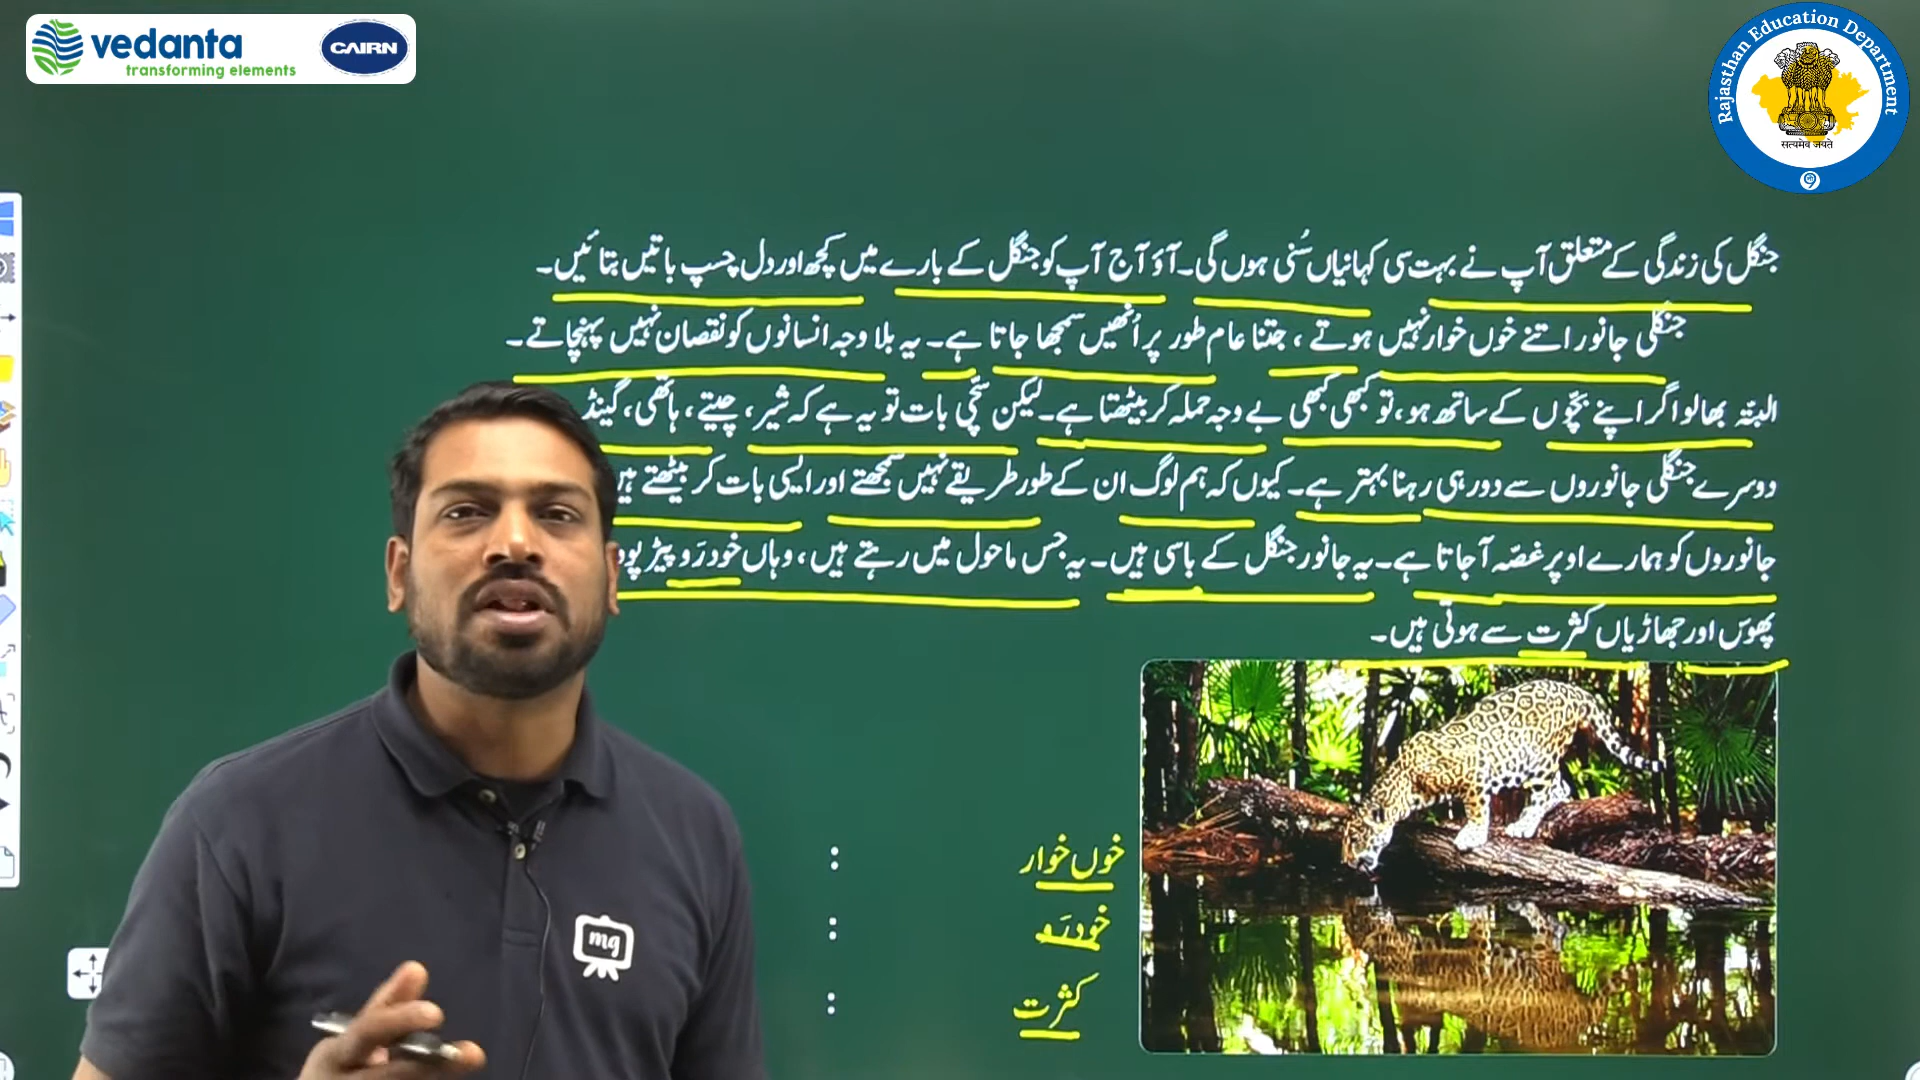 vedanta
transforming elements
CAIRN
Rajasthan Education Department
सत्यमेव जयते
جنگل کی زندگی کے متعلق آپ نے بہت سی کہانیاں سُنی ہوں گی۔ آؤ آج آپ کو جنگل کے بارے میں کچھ اور دل چسپ باتیں بتائیں۔
جنگلی جانور اتنے خوں خوار نہیں ہوتے ، جتنا عام طور پر اُنھیں سمجھا جاتا ہے۔ یہ بلا وجہ انسانوں کو نقصان نہیں پہنچاتے۔
البتّہ بھالو اگر اپنے بچّوں کے ساتھ ہو، تو کبھی کبھی بے وجہ حملہ کر بیٹھتا ہے۔ لیکن سچّی بات تو یہ ہے کہ شیر، چیتے، ہاتھی، گینڈ
دوسرے جنگلی جانوروں سے دور ہی رہنا بہتر ہے۔ کیوں کہ ہم لوگ ان کے طور طریقے نہیں سمجھتے اور ایسی بات کر بیٹھتے
جانوروں کو ہمارے اوپر غصّہ آجاتا ہے۔ یہ جانور جنگل کے باسی ہیں۔ یہ جس ماحول میں رہتے ہیں، وہاں خودرَو پیڑ پود
پھوس اور جھاڑیاں کثرت سے ہوتی ہیں۔
خوں خوار :
خودرَو :
کثرت :
mg